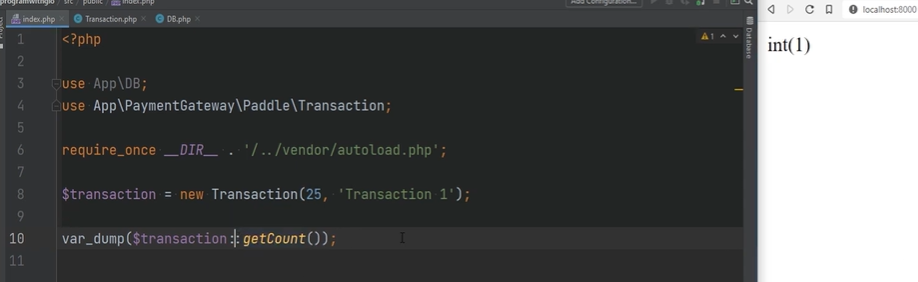 programwithgio / src / public / index.php
Add Configuration...
index.php Transaction.php DB.php
1
localhost:8000
Database
int(1)
1 <?php
2
3 use App\DB;
4 use App\PaymentGateway\Paddle\Transaction;
5
6 require_once __DIR__ . '/../vendor/autoload.php';
7
8 $transaction = new Transaction(25, 'Transaction 1');
9
10 var_dump($transaction::getCount());
11